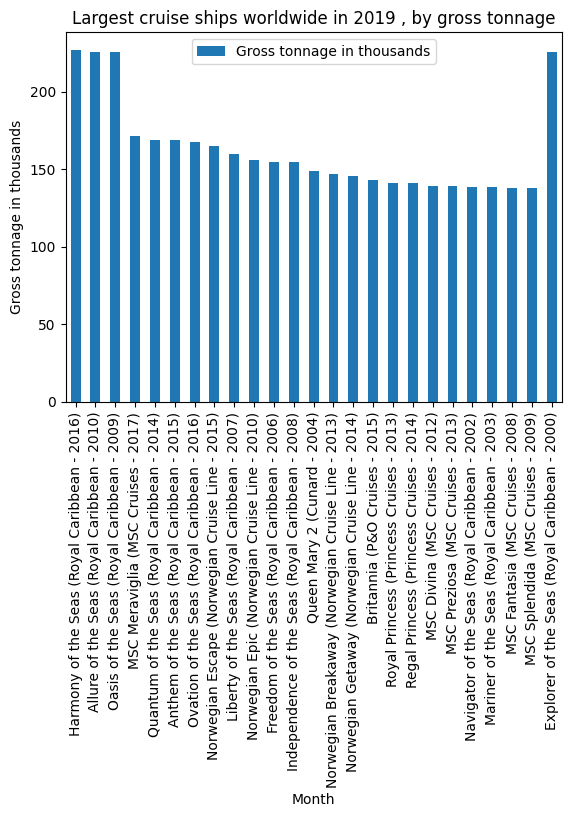 Largest cruise ships worldwide in 2019 , by gross tonnage
Gross tonnage in thousands
Gross tonnage in thousands
200
150
100
50
0
Harmony of the Seas (Royal Caribbean - 2016)
Allure of the Seas (Royal Caribbean - 2010)
Oasis of the Seas (Royal Caribbean - 2009)
MSC Meraviglia (MSC Cruises - 2017)
Quantum of the Seas (Royal Caribbean - 2014)
Anthem of the Seas (Royal Caribbean - 2015)
Ovation of the Seas (Royal Caribbean - 2016)
Norwegian Escape (Norwegian Cruise Line - 2015)
Liberty of the Seas (Royal Caribbean - 2007)
Norwegian Epic (Norwegian Cruise Line - 2010)
Freedom of the Seas (Royal Caribbean - 2006)
Independence of the Seas (Royal Caribbean - 2008)
Queen Mary 2 (Cunard - 2004)
Norwegian Breakaway (Norwegian Cruise Line - 2013)
Norwegian Getaway (Norwegian Cruise Line - 2014)
Britannia (P&O Cruises - 2015)
Royal Princess (Princess Cruises - 2013)
Regal Princess (Princess Cruises - 2014)
MSC Divina (MSC Cruises - 2012)
MSC Preziosa (MSC Cruises - 2013)
Navigator of the Seas (Royal Caribbean - 2002)
Mariner of the Seas (Royal Caribbean - 2003)
MSC Fantasia (MSC Cruises - 2008)
MSC Splendida (MSC Cruises - 2009)
Explorer of the Seas (Royal Caribbean - 2000)
Month